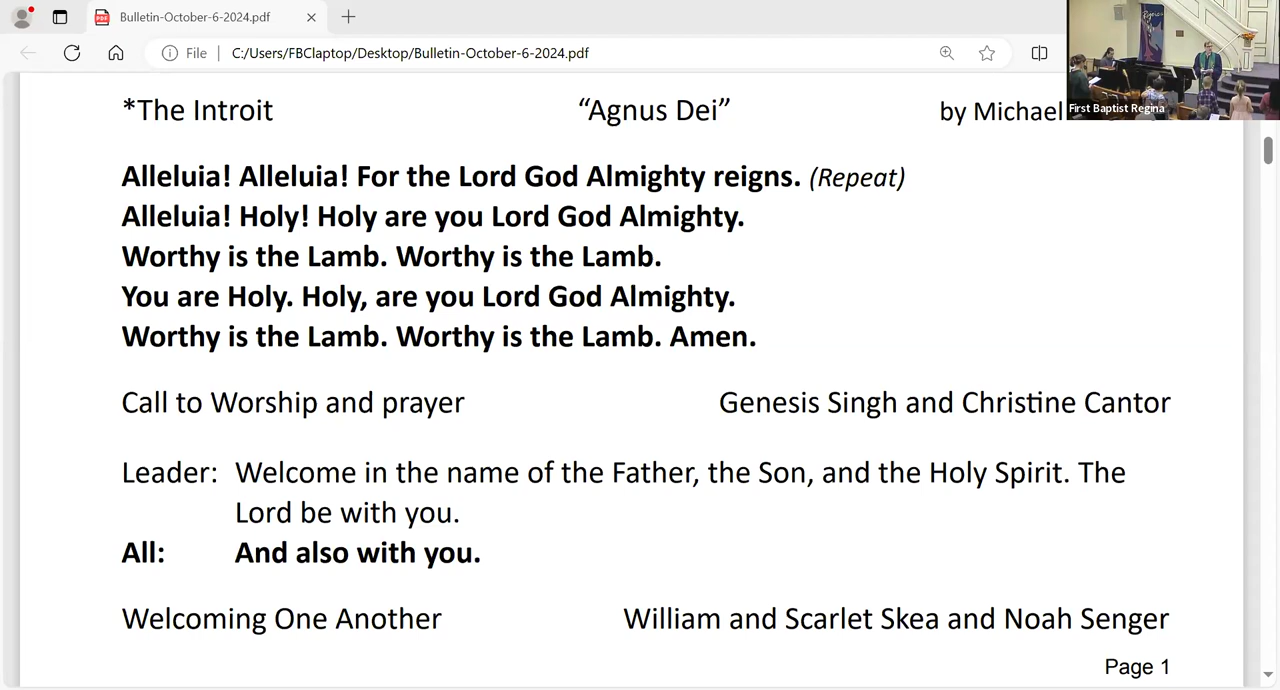 Bulletin-October-6-2024.pdf
File | C:/Users/FBClaptop/Desktop/Bulletin-October-6-2024.pdf
Rejoice
First Baptist Regina
*The Introit “Agnus Dei” by Michael
Alleluia! Alleluia! For the Lord God Almighty reigns. (Repeat)
Alleluia! Holy! Holy are you Lord God Almighty.
Worthy is the Lamb. Worthy is the Lamb.
You are Holy. Holy, are you Lord God Almighty.
Worthy is the Lamb. Worthy is the Lamb. Amen.
Call to Worship and prayer Genesis Singh and Christine Cantor
Leader: Welcome in the name of the Father, the Son, and the Holy Spirit. The
Lord be with you.
All: And also with you.
Welcoming One Another William and Scarlet Skea and Noah Senger
Page 1